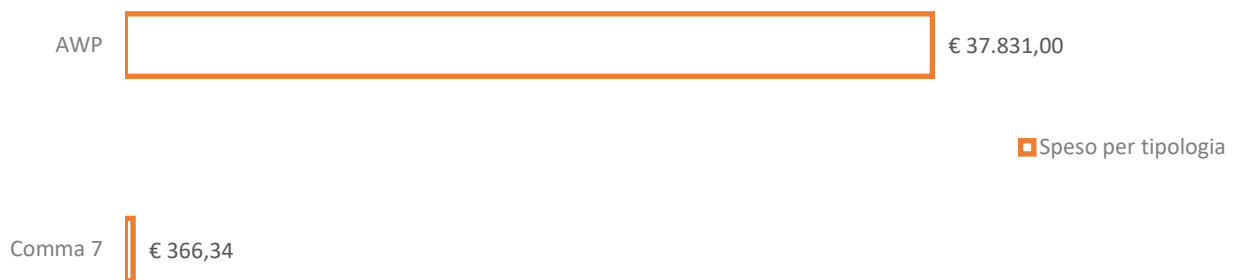 AWP
€ 37.831,00
Speso per tipologia
Comma 7
€ 366,34